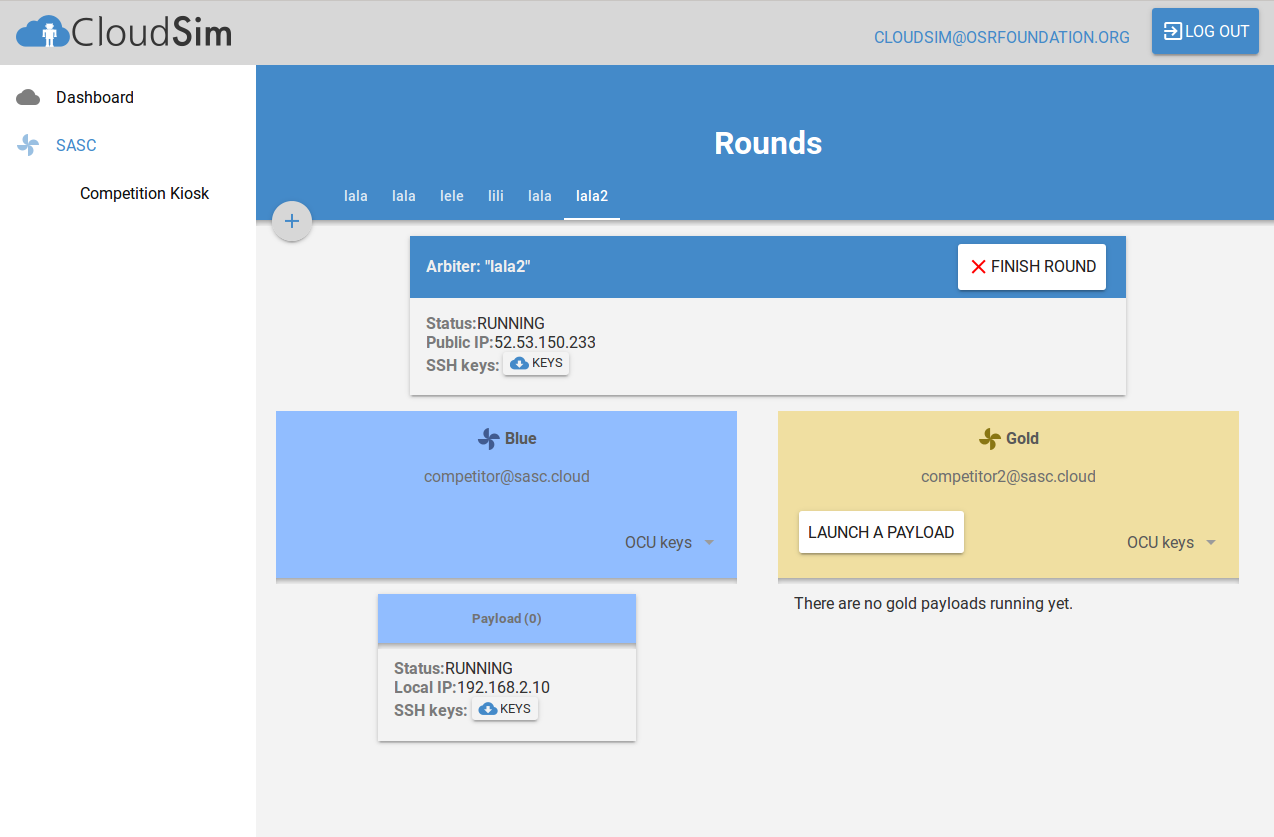 CloudSim
CLOUDSIM@OSRFOUNDATION.ORG
LOG OUT
Dashboard
SASC
Competition Kiosk
Rounds
lala lala lele lili lala lala2
+
Arbiter: "lala2"
FINISH ROUND
Status:RUNNING
Public IP:52.53.150.233
SSH keys: KEYS
Blue
competitor@sasc.cloud
OCU keys
Gold
competitor2@sasc.cloud
LAUNCH A PAYLOAD
OCU keys
Payload (0)
Status:RUNNING
Local IP:192.168.2.10
SSH keys: KEYS
There are no gold payloads running yet.